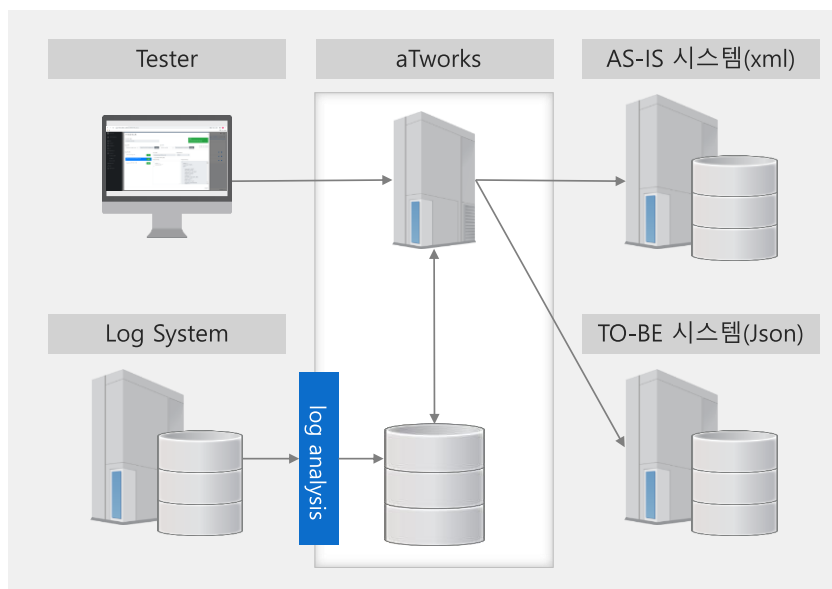 Tester
aTworks
AS-IS 시스템(xml)
Log System
TO-BE 시스템(Json)
log analysis